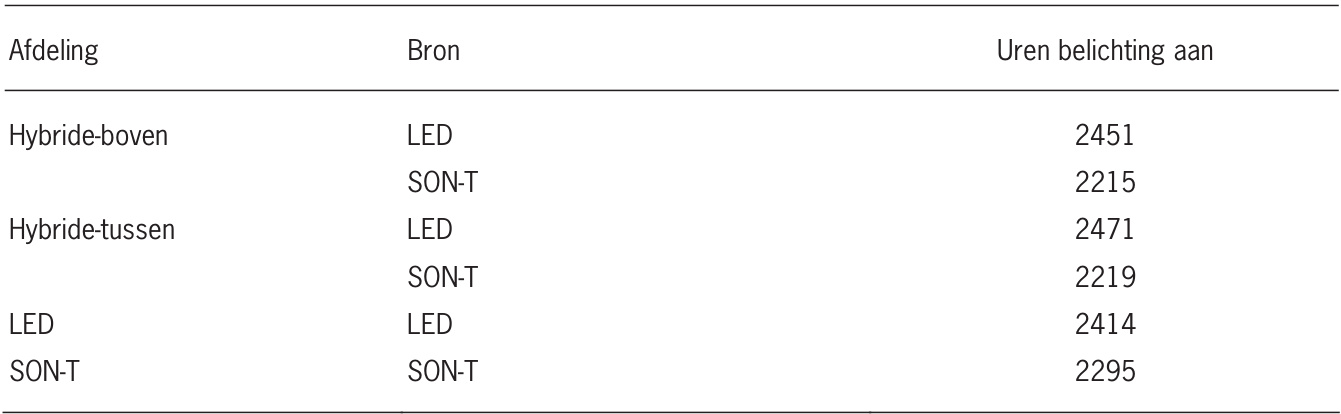 Afdeling Bron Uren belichting aan
Hybride-boven LED 2451
SON-T 2215
Hybride-tussen LED 2471
SON-T 2219
LED LED 2414
SON-T SON-T 2295